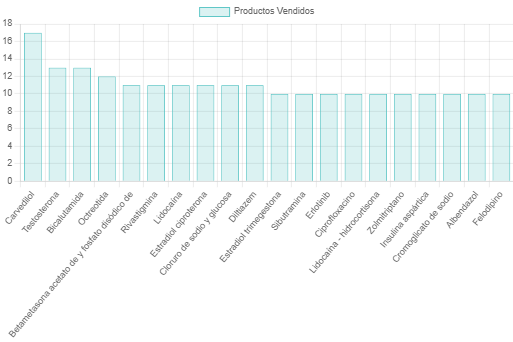 Productos Vendidos
18
16
14
12
10
8
6
4
2
0
Carvedilol
Testosterona
Bicalutamida
Octreotida
Betametasona acetato de y fosfato disódico de
Rivastigmina
Lidocaína
Estradiol ciproterona
Cloruro de sodio y glucosa
Diltiazem
Estradiol trimegestona
Sibutramina
Erlotinib
Ciprofloxacino
Lidocaína - hidrocortisona
Zolmitriptano
Insulina aspártica
Cromoglicato de sodio
Albendazol
Felodipino